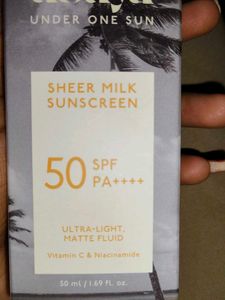 UNDER ONE SUN
SHEER MILK
SUNSCREEN
50 SPF
PA++++
ULTRA-LIGHT,
MATTE FLUID
Vitamin C & Niacinamide
50 ml / 1.69 fl. oz.